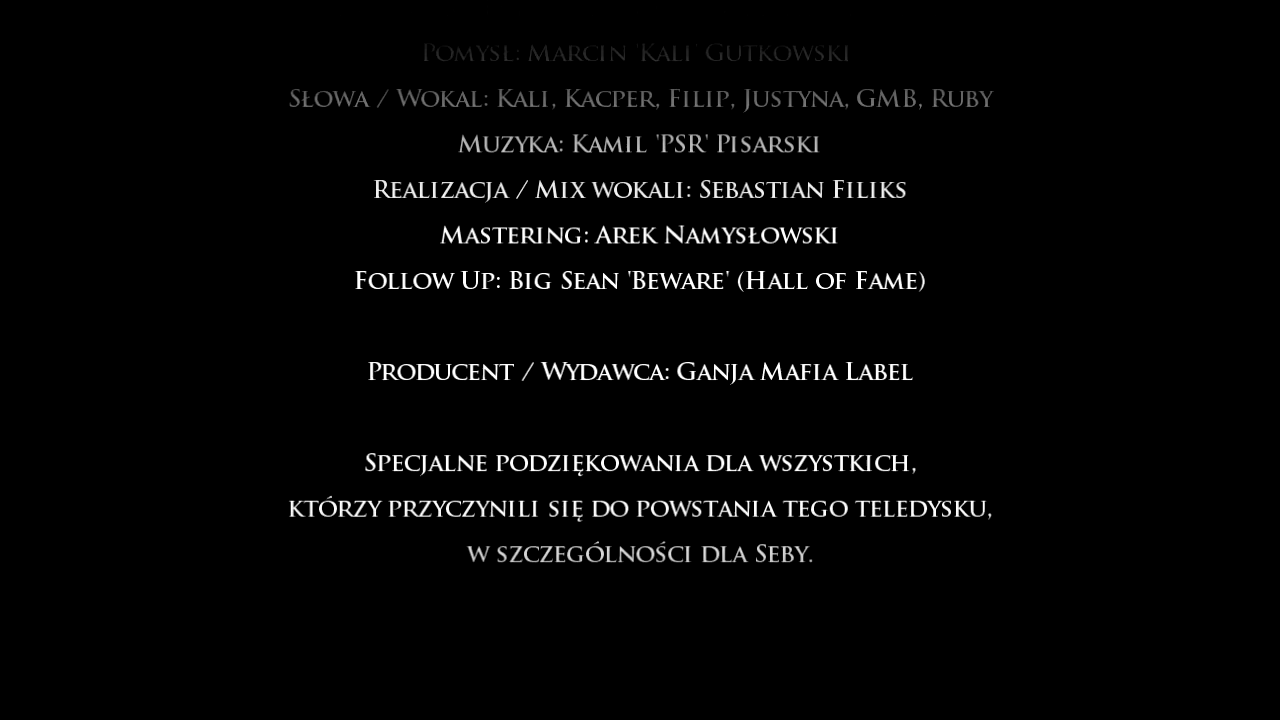 Pomysl: Marcin 'Kali' Gutkowski
Słowa / Wokal: Kali, Kacper, Filip, Justyna, GMB, Ruby
Muzyka: Kamil 'PSR' Pisarski
Realizacja / Mix wokali: Sebastian Filiks
Mastering: Arek Namysłowski
Follow Up: Big Sean 'Beware' (Hall of Fame)
Producent / Wydawca: Ganja Mafia Label
Specjalne podziękowania dla wszystkich,
którzy przyczynili się do powstania tego teledysku,
w szczególności dla Seby.